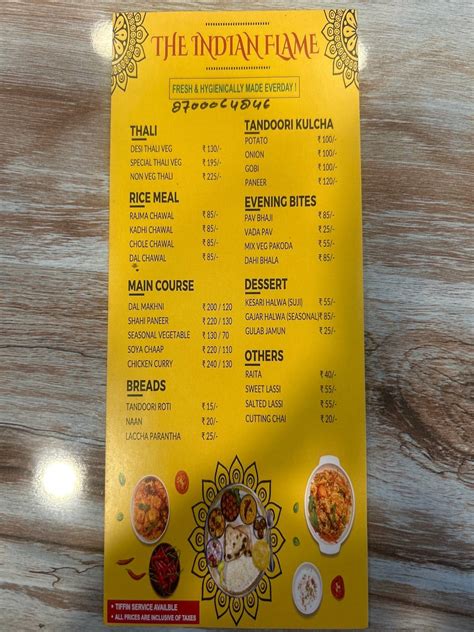 THE INDIAN FLAME
FRESH & HYGIENICALLY MADE EVERDAY !
THALI
DESI THALI VEG ₹ 130/-
SPECIAL THALI VEG ₹ 195/-
NON VEG THALI ₹ 225/-
RICE MEAL
RAJMA CHAWAL ₹ 85/-
KADHI CHAWAL ₹ 85/-
CHOLE CHAWAL ₹ 85/-
DAL CHAWAL ₹ 85/-
MAIN COURSE
DAL MAKHNI ₹ 200 / 120
SHAHI PANEER ₹ 220 / 130
SEASONAL VEGETABLE ₹ 130 / 70
SOYA CHAAP ₹ 220 / 110
CHICKEN CURRY ₹ 240 / 130
BREADS
TANDOORI ROTI ₹ 15/-
NAAN ₹ 20/-
LACCHA PARANTHA ₹ 25/-
TANDOORI KULCHA
POTATO ₹ 100/-
ONION ₹ 100/-
GOBI ₹ 100/-
PANEER ₹ 120/-
EVENING BITES
PAV BHAJI ₹ 85/-
VADA PAV ₹ 25/-
MIX VEG PAKODA ₹ 55/-
DAHI BHALA ₹ 85/-
DESSERT
KESARI HALWA (SUJI) ₹ 55/-
GAJAR HALWA (SEASONAL) ₹ 85/-
GULAB JAMUN ₹ 25/-
OTHERS
RAITA ₹ 40/-
SWEET LASSI ₹ 55/-
SALTED LASSI ₹ 55/-
CUTTING CHAI ₹ 20/-
• TIFFIN SERVICE AVAILBLE
• ALL PRICES ARE INCLUSIVE OF TAXES